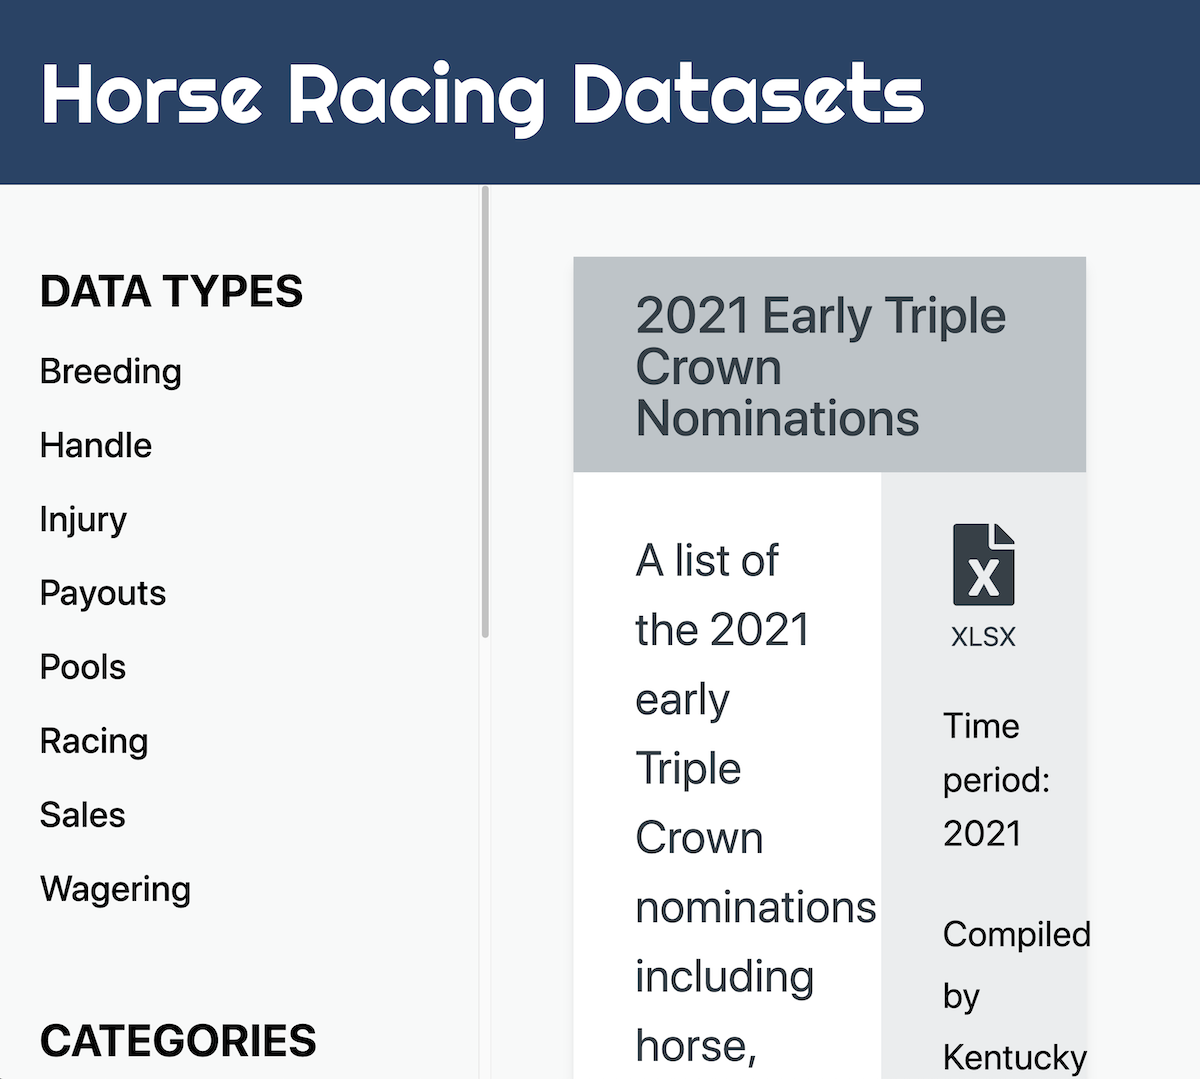 Horse Racing Datasets
DATA TYPES
Breeding
Handle
Injury
Payouts
Pools
Racing
Sales
Wagering
CATEGORIES
2021 Early Triple
Crown
Nominations
A list of
the 2021
early
Triple
Crown
nominations
including
horse,
X
XLSX
Time
period:
2021
Compiled
by
Kentucky